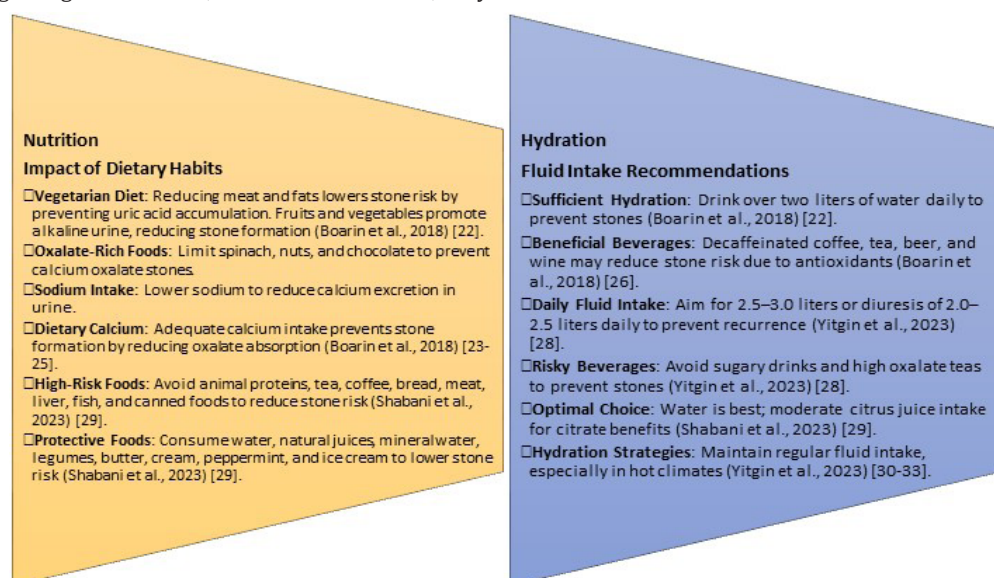 Nutrition
Impact of Dietary Habits
□Vegetarian Diet: Reducing meat and fats lowers stone risk by
preventing uric acid accumulation. Fruits and vegetables promote
alkaline urine, reducing stone formation (Boarin et al., 2018) [22].
□Oxalate-Rich Foods: Limit spinach, nuts, and chocolate to prevent
calcium oxalate stones.
□Sodium Intake: Lower sodium to reduce calcium excretion in
urine.
□Dietary Calcium: Adequate calcium intake prevents stone
formation by reducing oxalate absorption (Boarin et al., 2018) [23-
25].
□High-Risk Foods: Avoid animal proteins, tea, coffee, bread, meat,
liver, fish, and canned foods to reduce stone risk (Shabani et al.,
2023) [29].
□Protective Foods: Consume water, natural juices, mineral water,
legumes, butter, cream, peppermint, and ice cream to lower stone
risk (Shabani et al., 2023) [29].
Hydration
Fluid Intake Recommendations
□Sufficient Hydration: Drink over two liters of water daily to
prevent stones (Boarin et al., 2018) [22].
□Beneficial Beverages: Decaffeinated coffee, tea, beer, and
wine may reduce stone risk due to antioxidants (Boarin et
al., 2018) [26].
□Daily Fluid Intake: Aim for 2.5–3.0 liters or diuresis of 2.0–
2.5 liters daily to prevent recurrence (Yitgin et al., 2023)
[28].
□Risky Beverages: Avoid sugary drinks and high oxalate teas
to prevent stones (Yitgin et al., 2023) [28].
□Optimal Choice: Water is best; moderate citrus juice intake
for citrate benefits (Shabani et al., 2023) [29].
□Hydration Strategies: Maintain regular fluid intake,
especially in hot climates (Yitgin et al., 2023) [30-33].